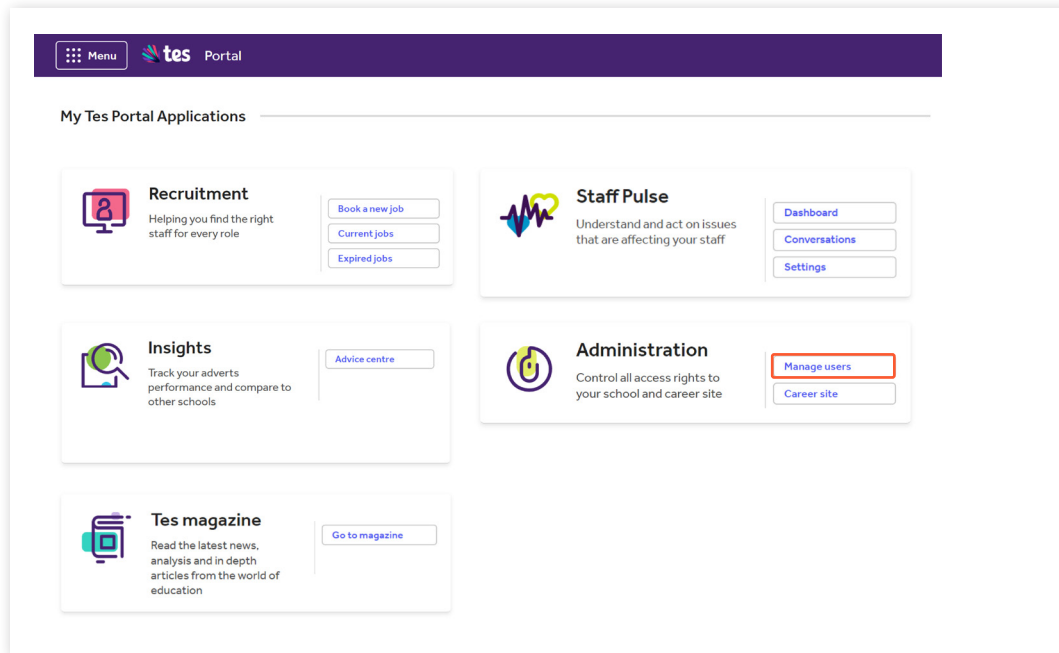 Menu
tes Portal
My Tes Portal Applications
Recruitment
Helping you find the right
staff for every role
Book a new job
Current jobs
Expired jobs
Staff Pulse
Understand and act on issues
that are affecting your staff
Dashboard
Conversations
Settings
Insights
Track your adverts
performance and compare to
other schools
Advice centre
Administration
Control all access rights to
your school and career site
Manage users
Career site
Tes magazine
Read the latest news,
analysis and in depth
articles from the world of
education
Go to magazine